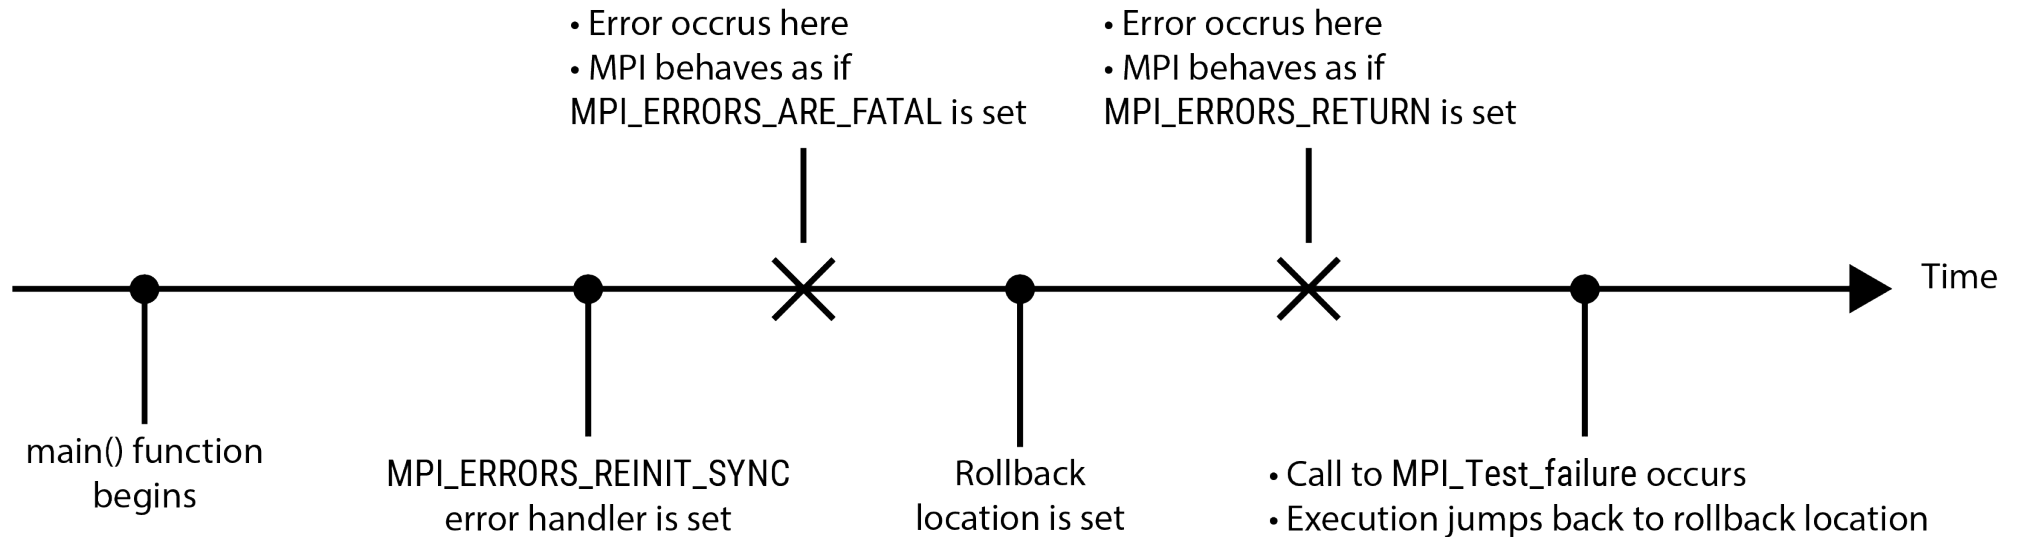 • Error occrus here
• MPI behaves as if
MPI_ERRORS_ARE_FATAL is set
• Error occrus here
• MPI behaves as if
MPI_ERRORS_RETURN is set
Time
main() function
begins
MPI_ERRORS_REINIT_SYNC
error handler is set
Rollback
location is set
• Call to MPI_Test_failure occurs
• Execution jumps back to rollback location